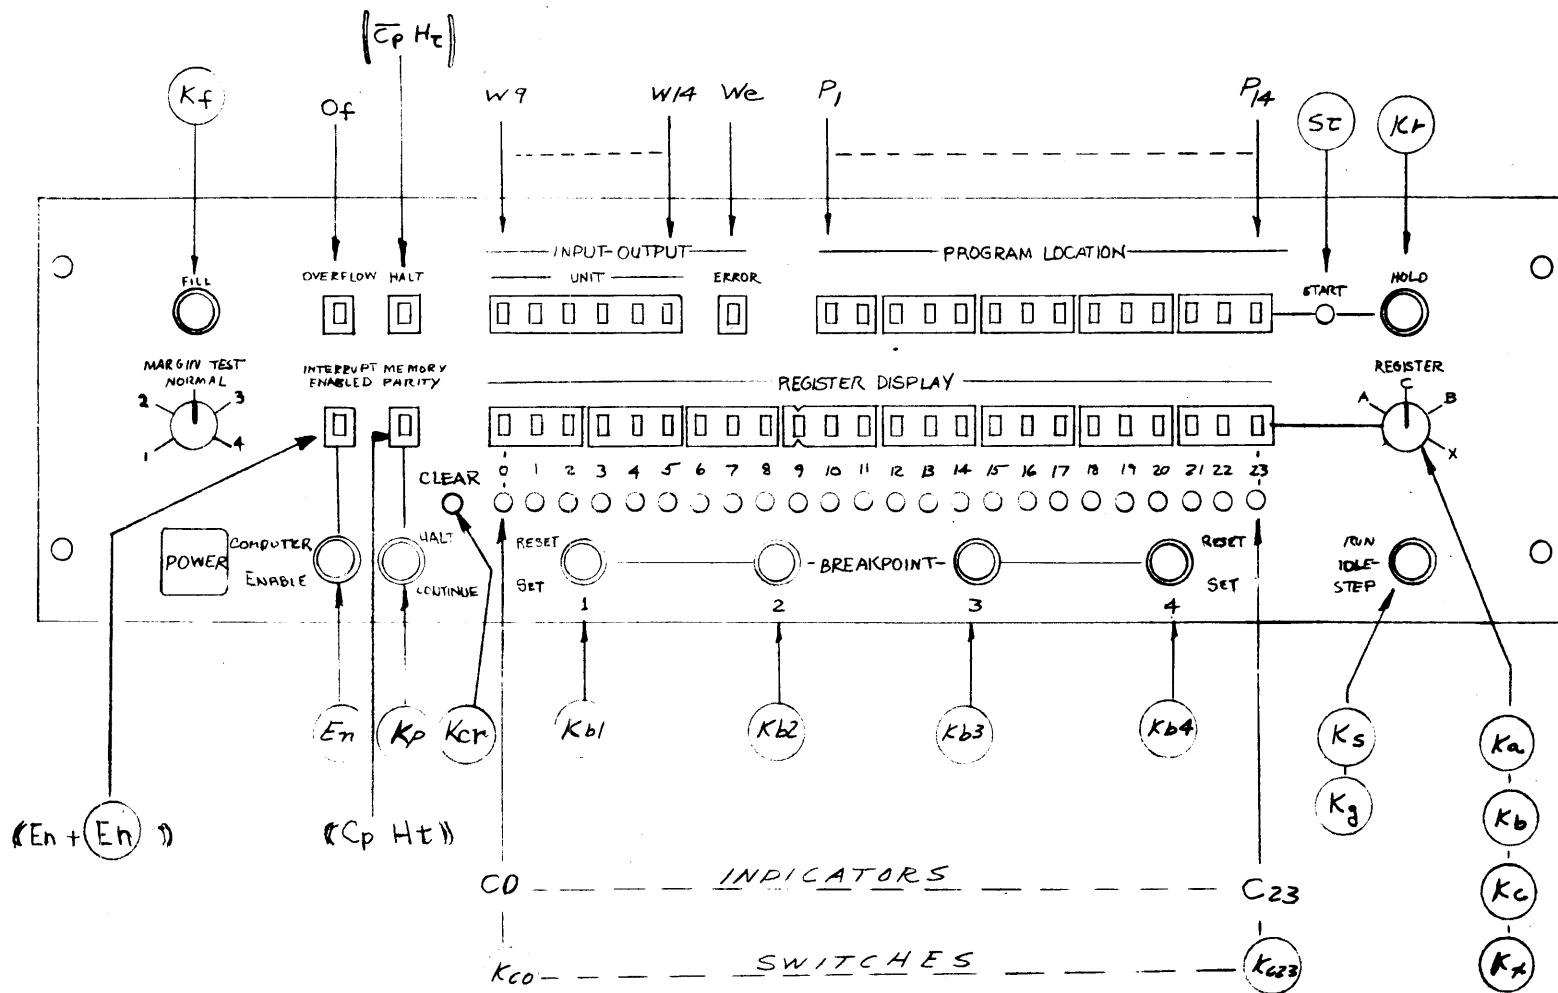 (C̅p Ht)
Kf
Of
W9
W14
We
P1
P14
St
Kr
INPUT-OUTPUT
PROGRAM LOCATION
FILL
OVERFLOW
HALT
UNIT
ERROR
START
HOLD
MARGIN TEST
NORMAL
1 2 3 4
INTERRUPT
ENABLED
MEMORY
PARITY
REGISTER DISPLAY
REGISTER
A C B X
0 1 2 3 4 5 6 7 8 9 10 11 12 13 14 15 16 17 18 19 20 21 22 23
CLEAR
POWER
COMPUTER
ENABLE
HALT
CONTINUE
RESET
SET
BREAKPOINT
RESET
SET
RUN
IDLE-
STEP
1 2 3 4
En
Kp
Kcr
Kb1
Kb2
Kb3
Kb4
Ks
Kg
Ka
Kb
Kc
Kx
((En + En))
((Cp Ht))
C0 INDICATORS C23
Kc0 SWITCHES Kc23